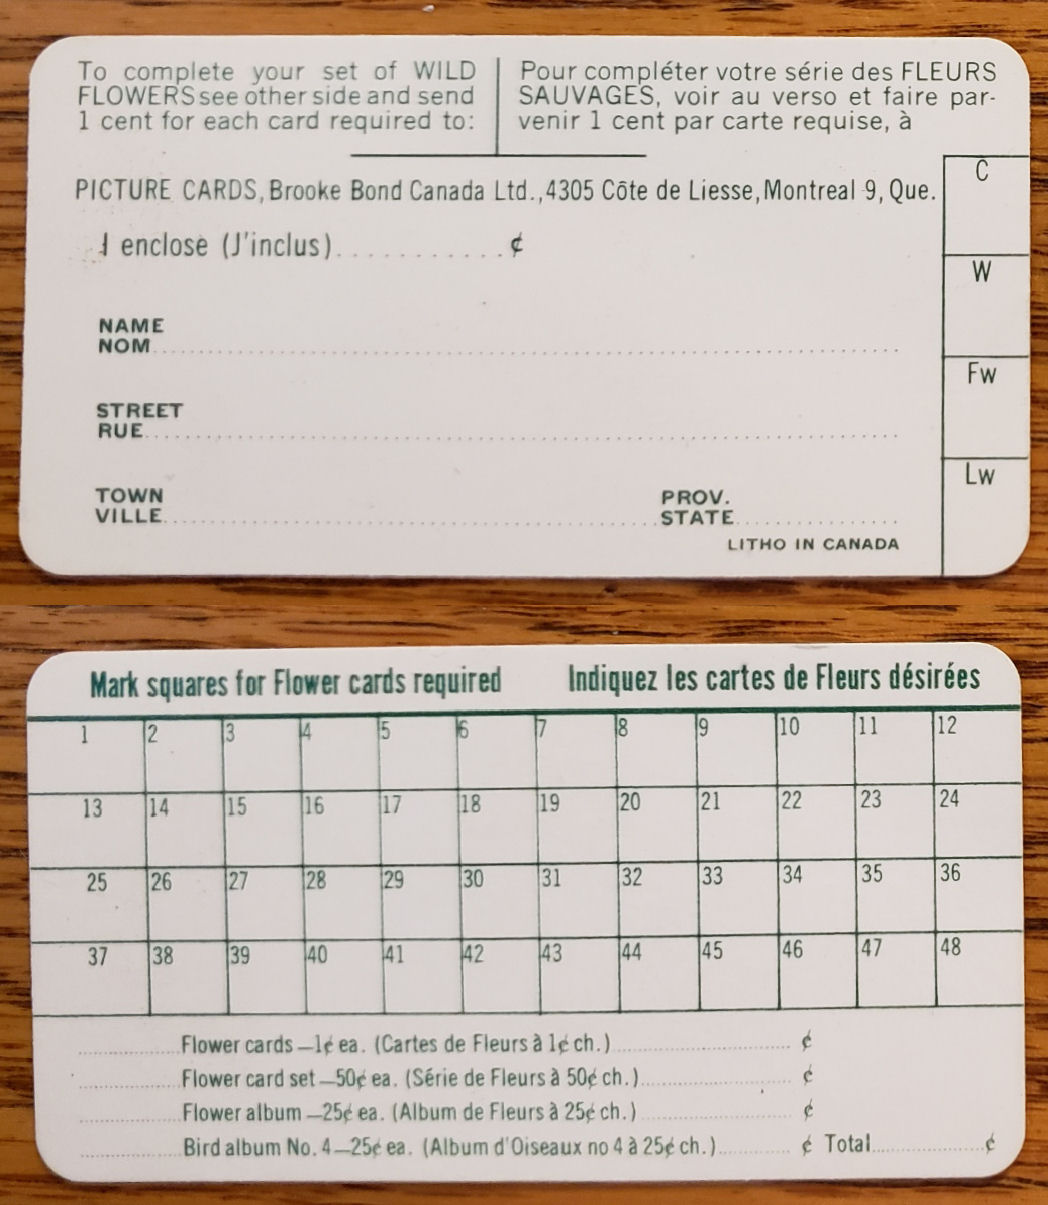 To complete your set of WILD
FLOWERS see other side and send
1 cent for each card required to:
Pour compléter votre série des FLEURS
SAUVAGES, voir au verso et faire par-
venir 1 cent par carte requise, à
PICTURE CARDS, Brooke Bond Canada Ltd., 4305 Côte de Liesse, Montreal 9, Que.
I enclose (J'inclus)...........¢
NAME
NOM
STREET
RUE
TOWN
VILLE
PROV.
STATE
LITHO IN CANADA
C
W
Fw
Lw
Mark squares for Flower cards required
Indiquez les cartes de Fleurs désirées
1 2 3 4 5 6 7 8 9 10 11 12
13 14 15 16 17 18 19 20 21 22 23 24
25 26 27 28 29 30 31 32 33 34 35 36
37 38 39 40 41 42 43 44 45 46 47 48
Flower cards—1¢ ea. (Cartes de Fleurs à 1¢ ch.) ¢
Flower card set—50¢ ea. (Série de Fleurs à 50¢ ch.) ¢
Flower album—25¢ ea. (Album de Fleurs à 25¢ ch.) ¢
Bird album No. 4—25¢ ea. (Album d'Oiseaux no 4 à 25¢ ch.) ¢ Total ¢